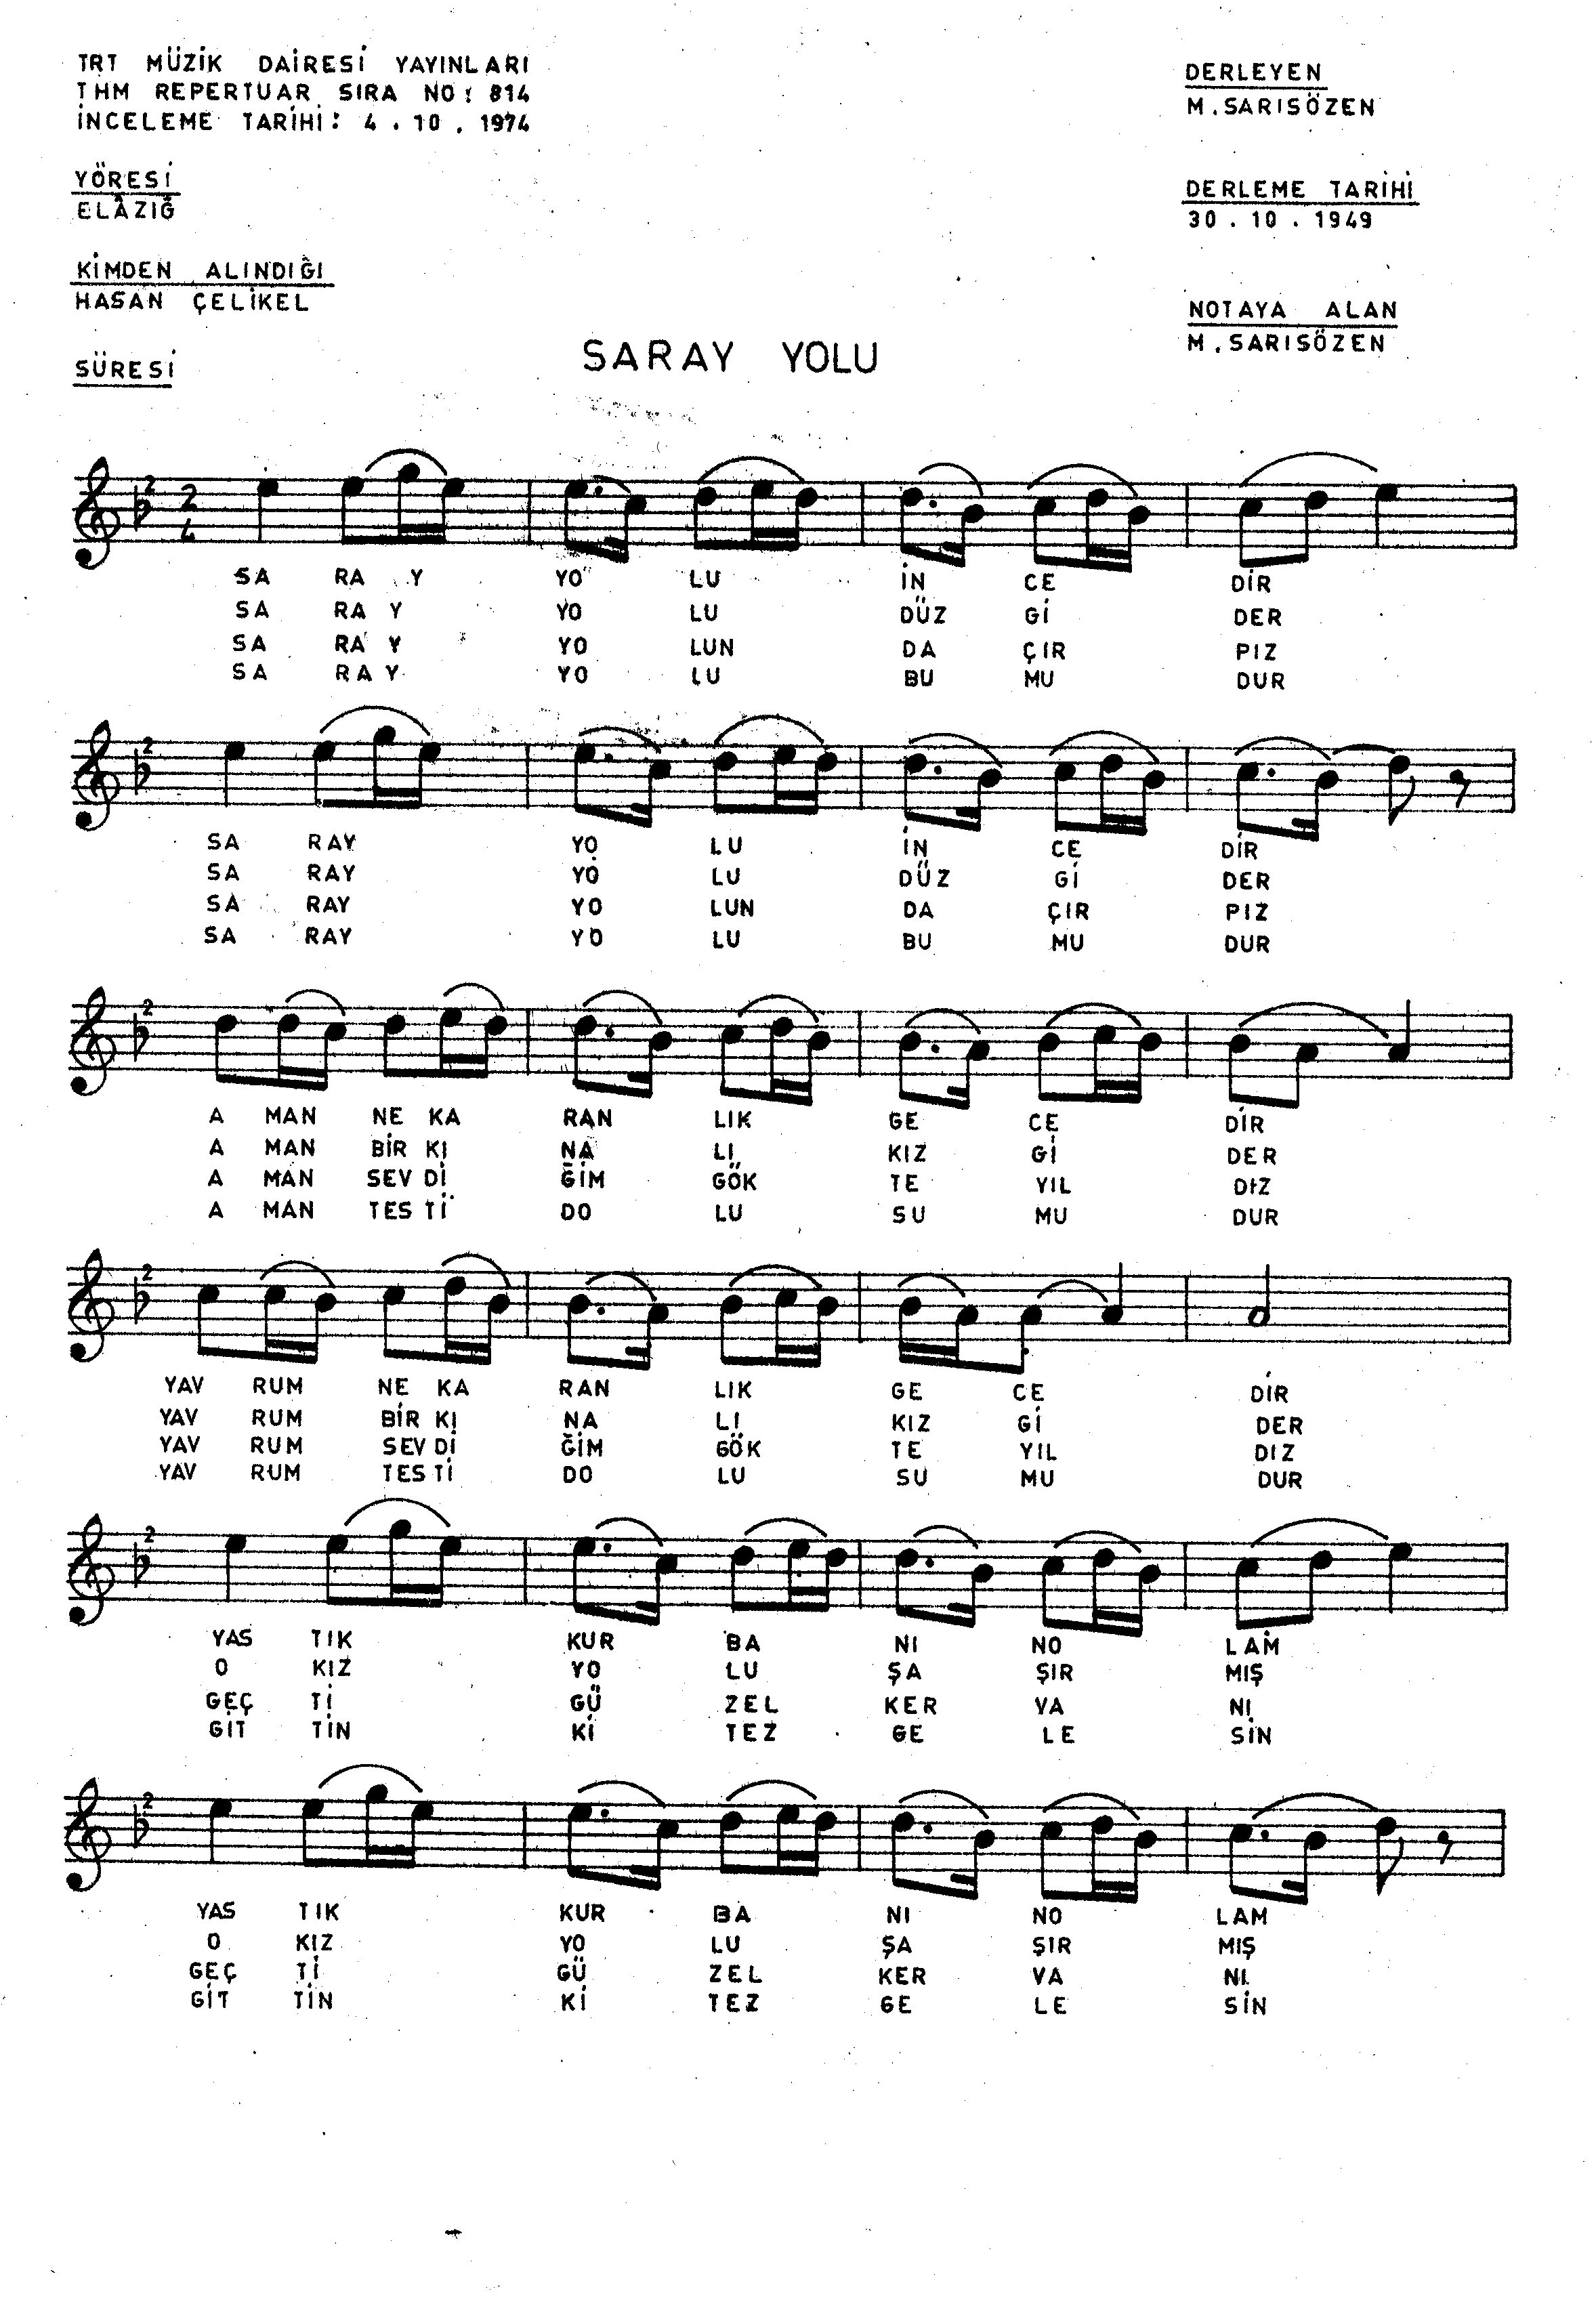 TRT MÜZİK DAİRESİ YAYINLARI
THM REPERTUAR SIRA NO: 814
İNCELEME TARİHİ: 4.10.1974
YÖRESİ
ELÂZIĞ
KİMDEN ALINDIĞI
HASAN ÇELİKEL
SÜRESİ
DERLEYEN
M.SARISÖZEN
DERLEME TARİHİ
30.10.1949
NOTAYA ALAN
M.SARISÖZEN
SARAY YOLU
2
2
4
SA RA Y YO LU İN CE DİR
SA RA Y YO LU DÜZ Gİ DER
SA RA Y YO LUN DA ÇIR PIZ
SA RAY YO LU BU MU DUR
2
SA RAY YO LU İN CE DİR
SA RAY YO LU DÜZ Gİ DER
SA RAY YO LUN DA ÇIR PIZ
SA RAY YO LU BU MU DUR
2
A MAN NE KA RAN LIK GE CE DİR
A MAN BİR KI NA LI KIZ Gİ DER
A MAN SEV Dİ ĞİM GÖK TE YIL DIZ
A MAN TES Tİ DO LU SU MU DUR
2
YAV RUM NE KA RAN LIK GE CE DİR
YAV RUM BİR KI NA LI KIZ Gİ DER
YAV RUM SEV Dİ ĞİM GÖK TE YIL DIZ
YAV RUM TES Tİ DO LU SU MU DUR
2
YAS TIK KUR BA NI NO LAM
O KIZ YO LU ŞA ŞIR MIŞ
GEÇ Tİ GÜ ZEL KER VA NI
GİT TİN Kİ TEZ GE LE SİN
2
YAS TIK KUR BA NI NO LAM
O KIZ YO LU ŞA ŞIR MIŞ
GEÇ Tİ GÜ ZEL KER VA NI
GİT TİN Kİ TEZ GE LE SİN